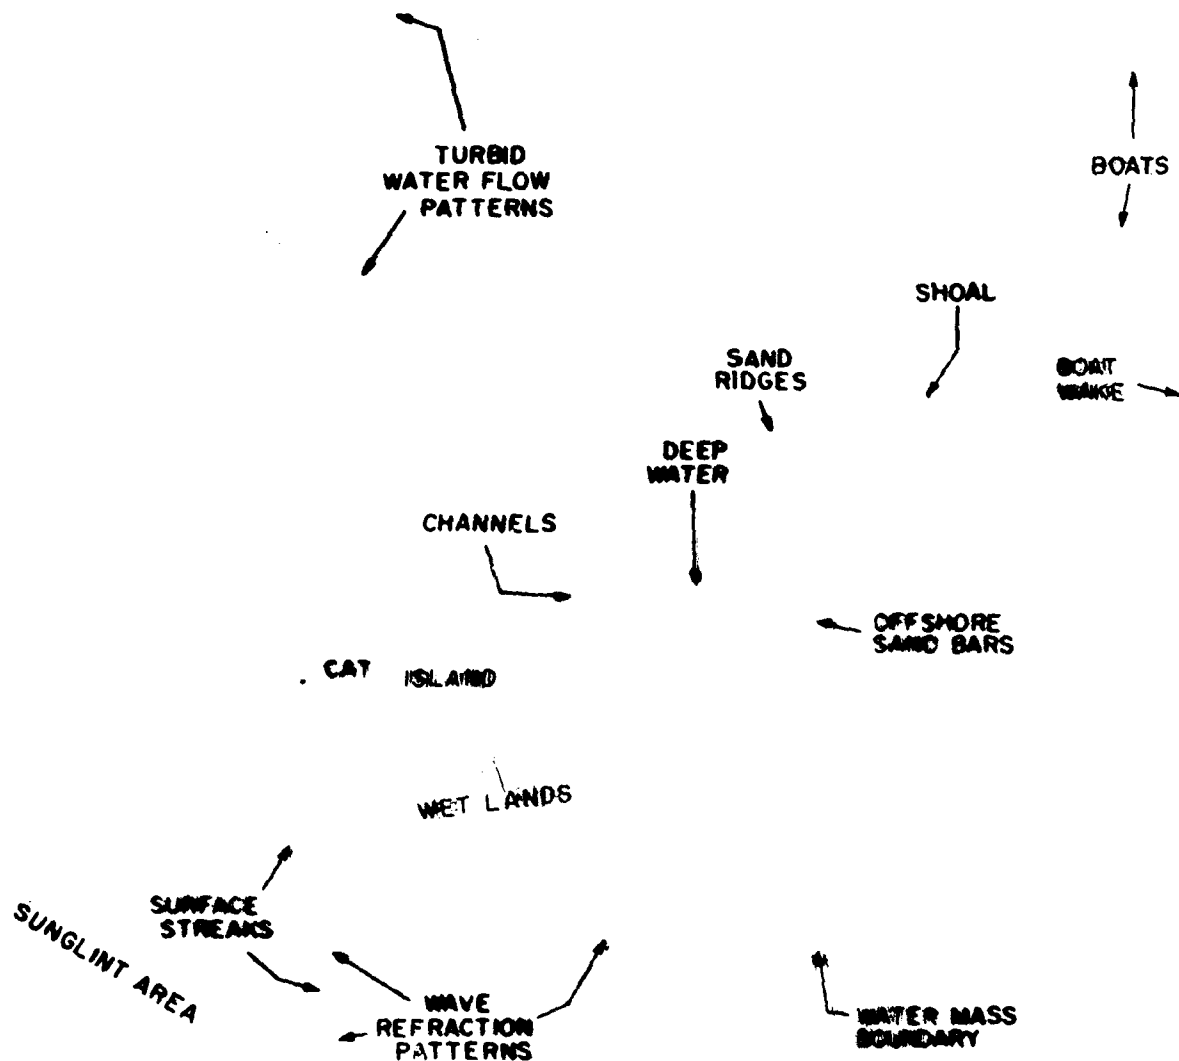 TURBID
WATER FLOW
PATTERNS
BOATS
SHOAL
SAND
RIDGES
BOAT
WAKE
DEEP
WATER
CHANNELS
OFFSHORE
SAND BARS
CAT ISLAND
WET LANDS
SURFACE
STREAKS
SUNGLINT AREA
WAVE
REFRACTION
PATTERNS
WATER MASS
BOUNDARY